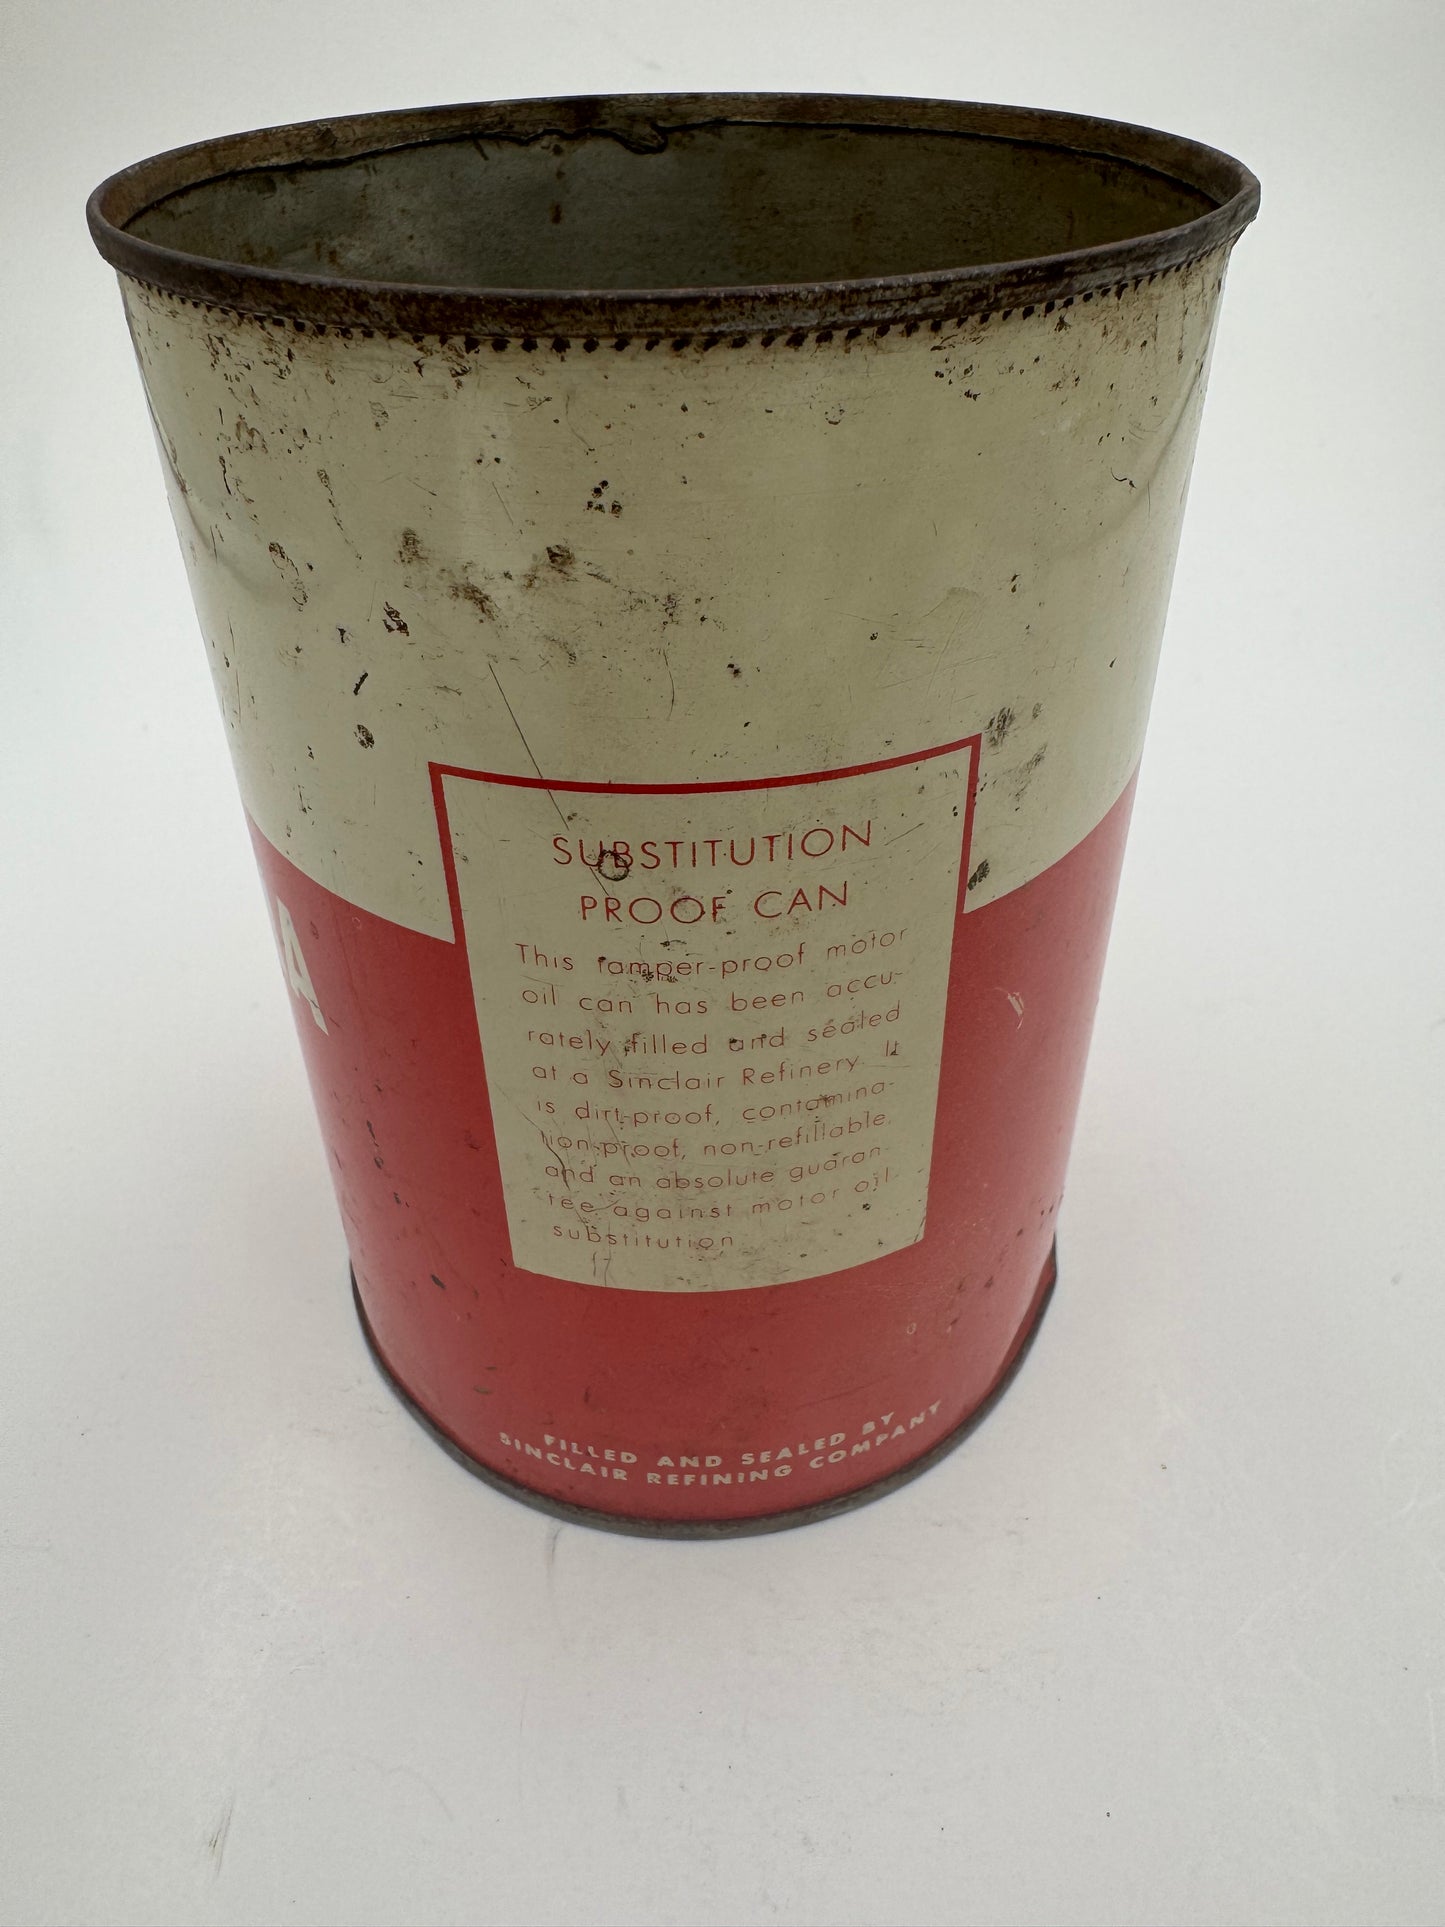 SUBSTITUTION
PROOF CAN
This tamper-proof motor
oil can has been accu-
rately filled and sealed
at a Sinclair Refinery. It
is dirt-proof, contamina-
tion-proof, non-refillable,
and an absolute guaran-
tee against motor oil
substitution
17
A
FILLED AND SEALED BY
SINCLAIR REFINING COMPANY